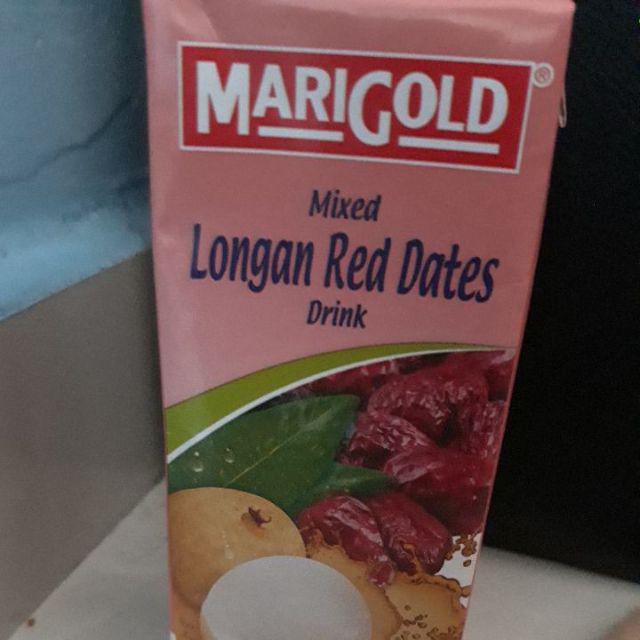 MARIGOLD®
Mixed
Longan Red Dates
Drink